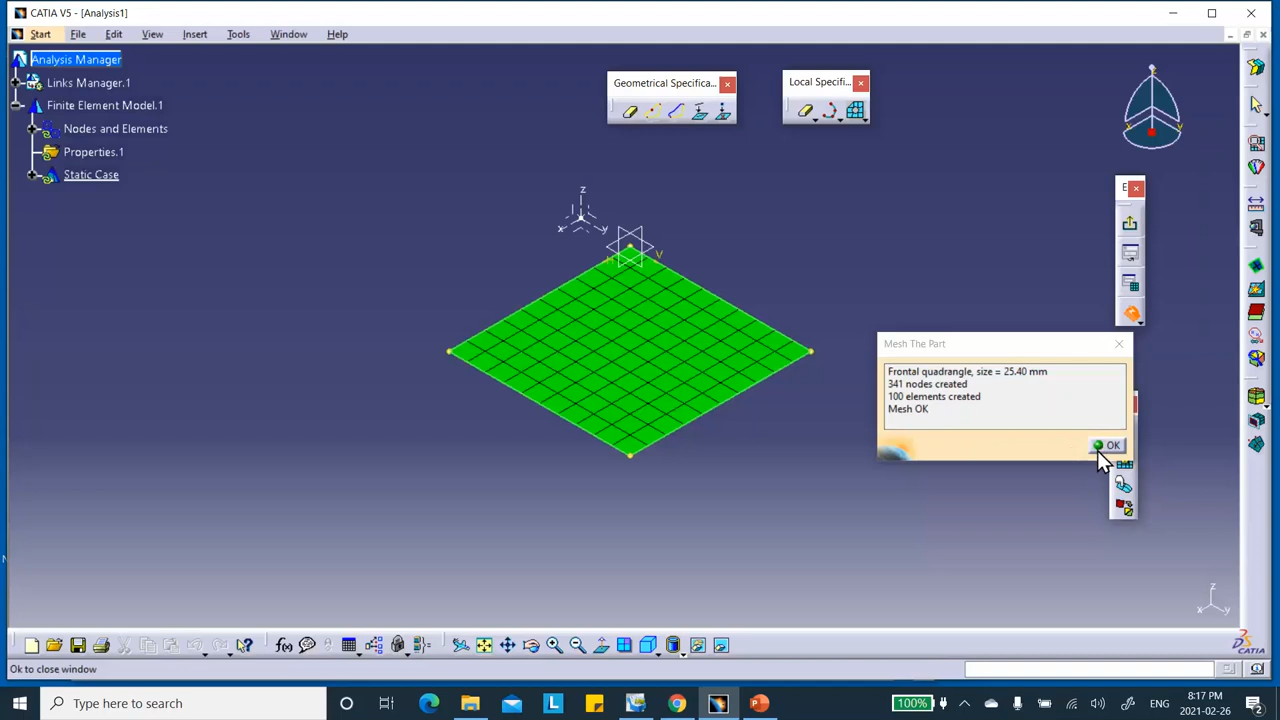 CATIA V5 - [Analysis1]
Start File Edit View Insert Tools Window Help
Analysis Manager
Links Manager.1
Finite Element Model.1
Nodes and Elements
Properties.1
Static Case
Geometrical Specifica...
Local Specifi...
z
x y
H V
z
E
Mesh The Part
Frontal quadrangle, size = 25.40 mm
341 nodes created
100 elements created
Mesh OK
OK
z
x y
f(x)
Ok to close window
DS CATIA
Type here to search
L
100%
ENG
8:17 PM
2021-02-26
2